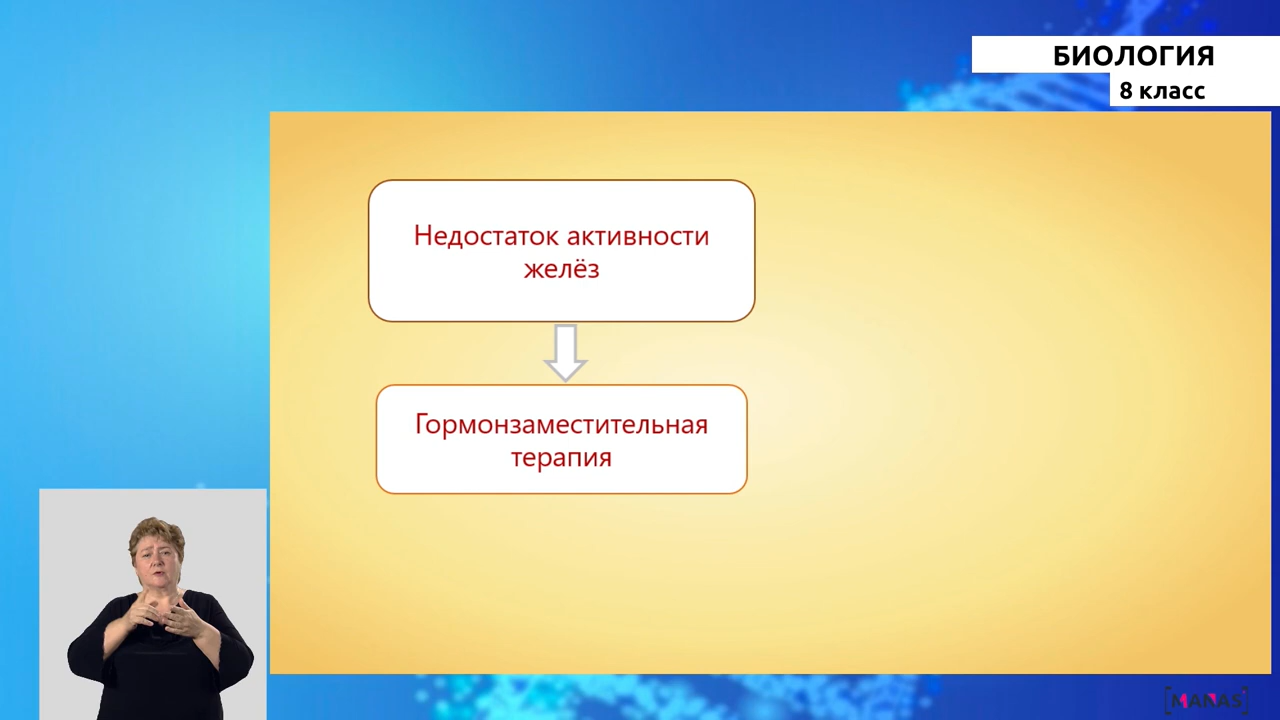 БИОЛОГИЯ
8 класс
Недостаток активности
желёз
Гормонзаместительная
терапия
[MANAS]